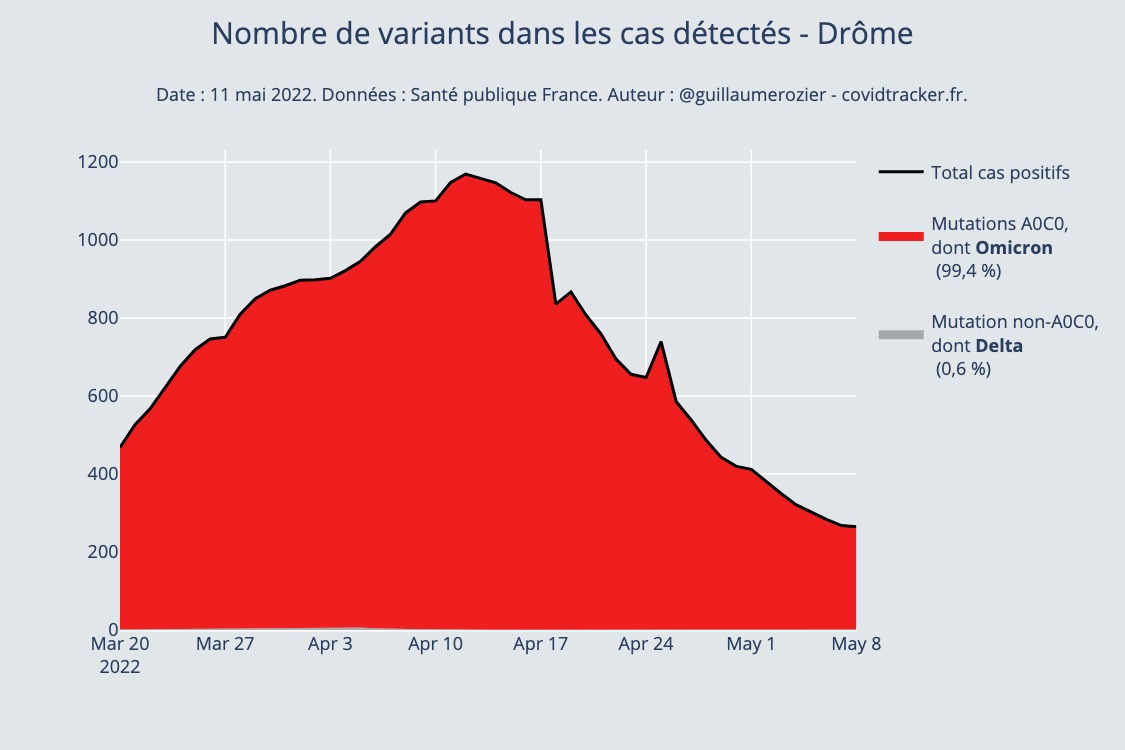 Nombre de variants dans les cas détectés - Drôme
Date : 11 mai 2022. Données : Santé publique France. Auteur : @guillaumerozier - covidtracker.fr.
1200
1000
800
600
400
200
0
Mar 20
2022
Mar 27
Apr 3
Apr 10
Apr 17
Apr 24
May 1
May 8
Total cas positifs
Mutations A0C0,
dont Omicron
(99,4 %)
Mutation non-A0C0,
dont Delta
(0,6 %)